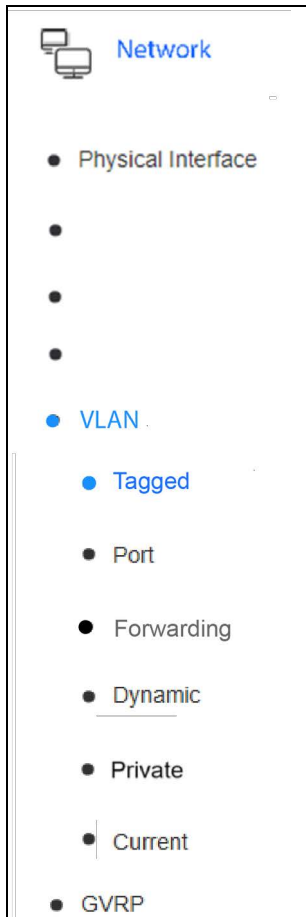 Network
Physical Interface
VLAN
Tagged
Port
Forwarding
Dynamic
Private
Current
GVRP